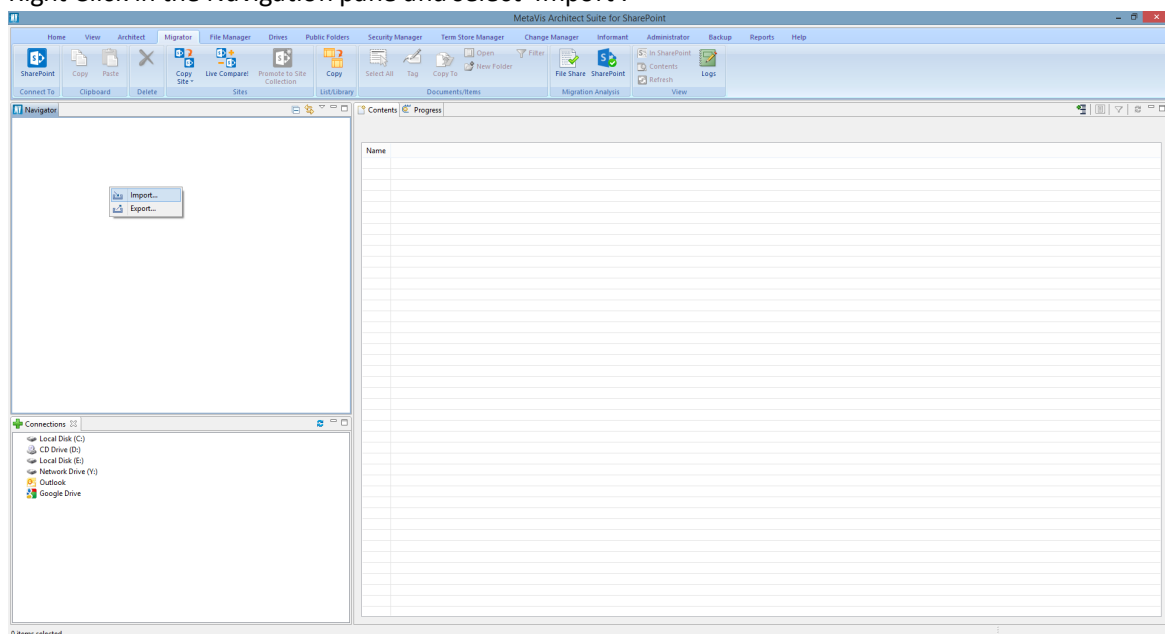 Right Click in the Navigation pane and select 'Import'.
MetaVis Architect Suite for SharePoint
Home View Architect Migrator File Manager Drives Public Folders Security Manager Term Store Manager Change Manager Informant Administrator Backup Reports Help
SharePoint Copy Paste Copy Site Live Compare! Promote to Site Collection Copy Select All Tag Copy To Open New Folder Filter File Share SharePoint In SharePoint Contents Refresh Logs
Connect To Clipboard Delete Sites List/Library Documents/Items Migration Analysis View
Navigator
Contents Progress
Name
Import...
Export...
Connections
Local Disk (C:)
CD Drive (D:)
Local Disk (E:)
Network Drive (Y:)
Outlook
Google Drive
0 items selected